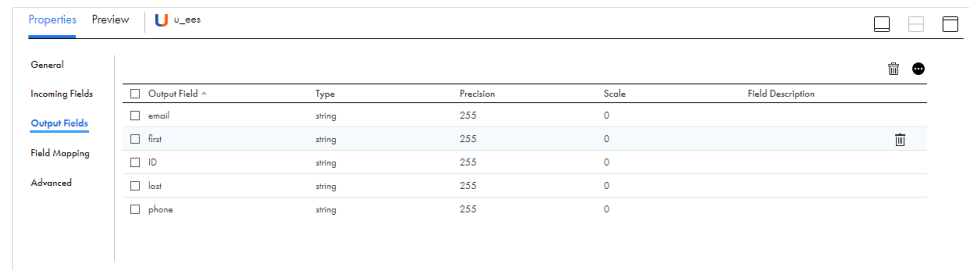 Properties Preview u_ees
General
Incoming Fields
Output Fields
Field Mapping
Advanced
Output Field Type Precision Scale Field Description
email string 255 0
first string 255 0
ID string 255 0
last string 255 0
phone string 255 0